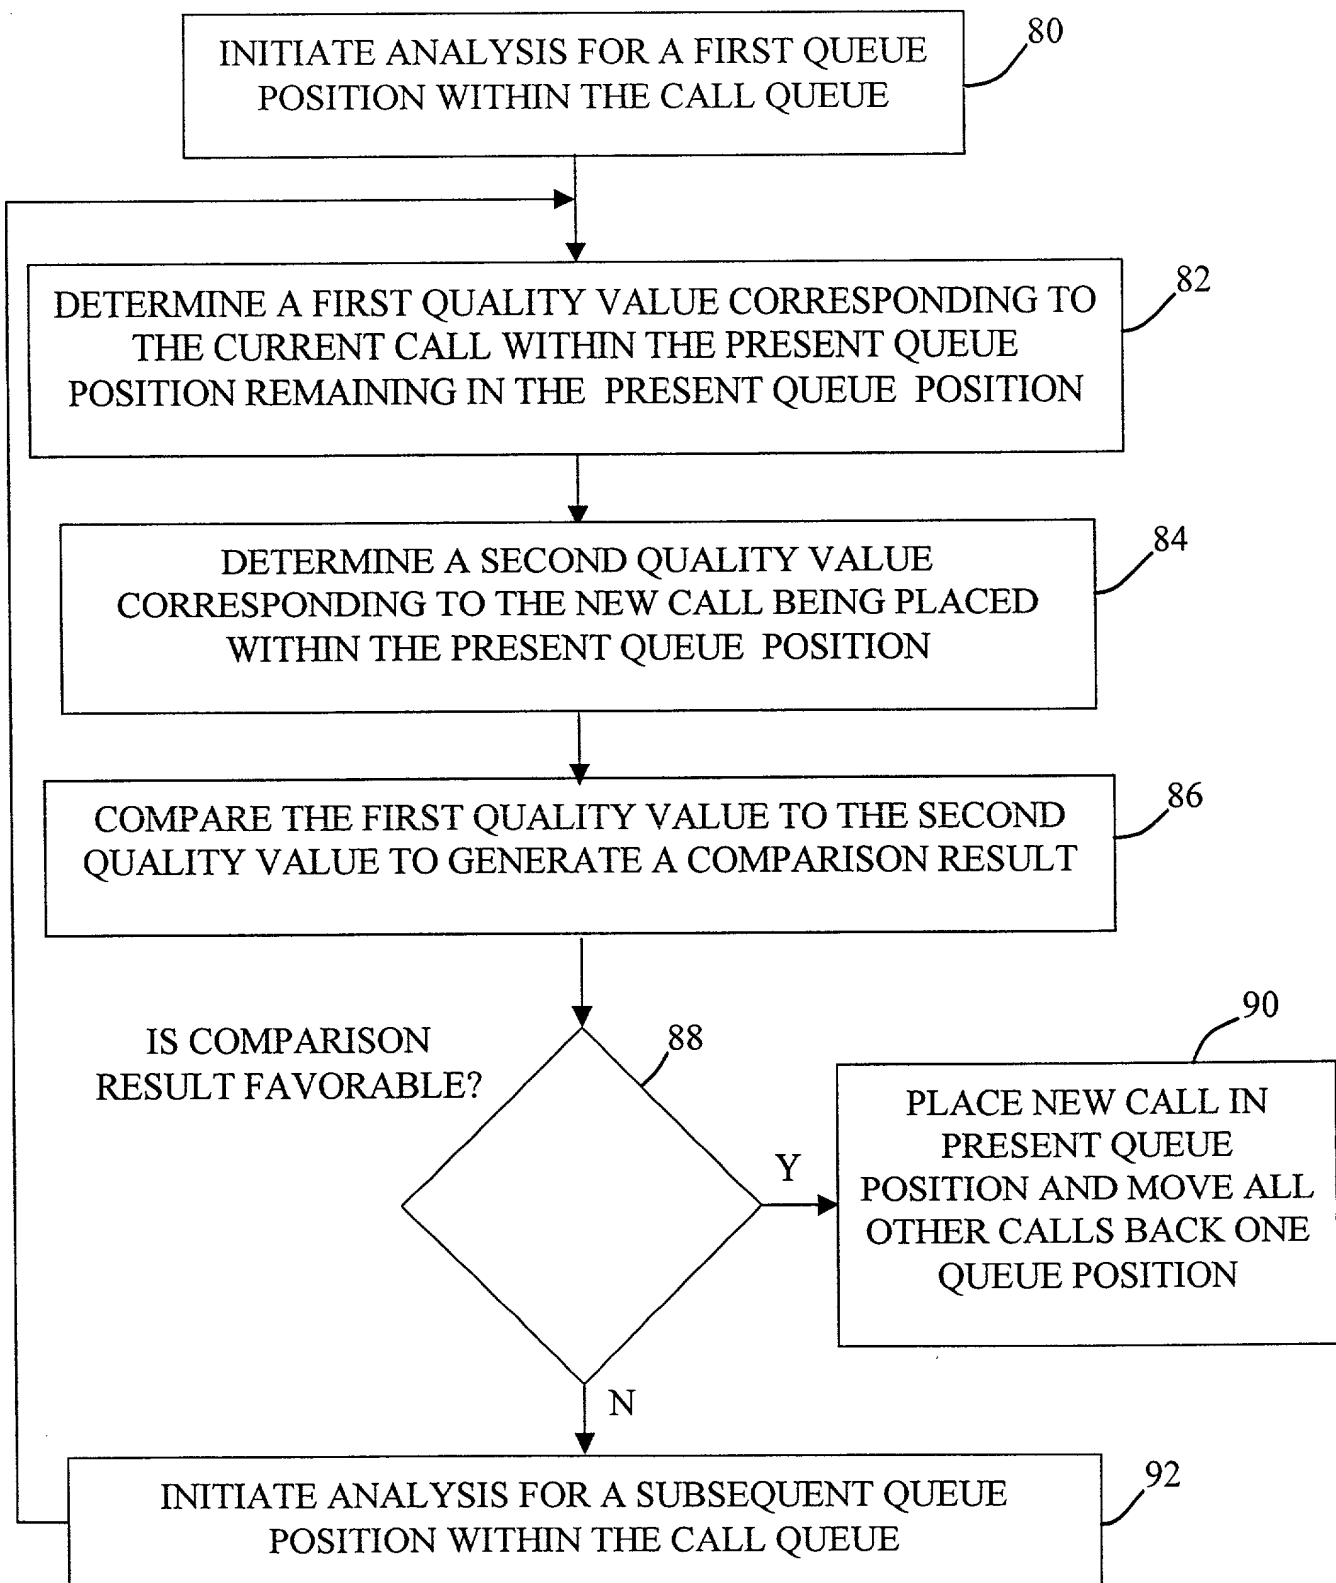 INITIATE ANALYSIS FOR A FIRST QUEUE
POSITION WITHIN THE CALL QUEUE
80
DETERMINE A FIRST QUALITY VALUE CORRESPONDING TO
THE CURRENT CALL WITHIN THE PRESENT QUEUE
POSITION REMAINING IN THE PRESENT QUEUE POSITION
82
DETERMINE A SECOND QUALITY VALUE
CORRESPONDING TO THE NEW CALL BEING PLACED
WITHIN THE PRESENT QUEUE POSITION
84
COMPARE THE FIRST QUALITY VALUE TO THE SECOND
QUALITY VALUE TO GENERATE A COMPARISON RESULT
86
IS COMPARISON
RESULT FAVORABLE?
88
Y
90
PLACE NEW CALL IN
PRESENT QUEUE
POSITION AND MOVE ALL
OTHER CALLS BACK ONE
QUEUE POSITION
N
INITIATE ANALYSIS FOR A SUBSEQUENT QUEUE
POSITION WITHIN THE CALL QUEUE
92